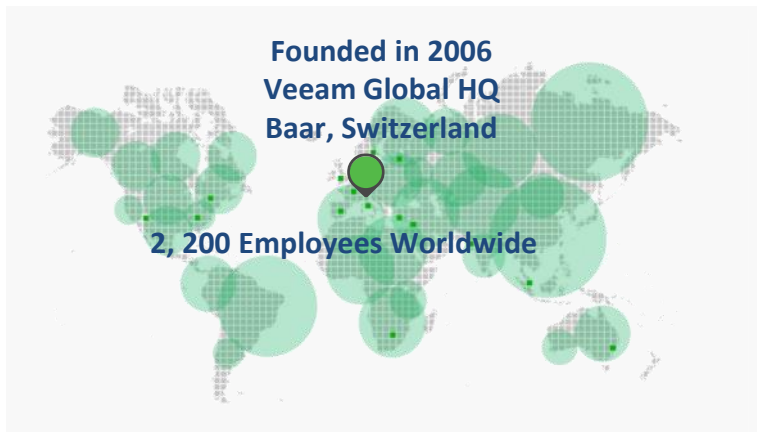 Founded in 2006
Veeam Global HQ
Baar, Switzerland
2, 200 Employees Worldwide